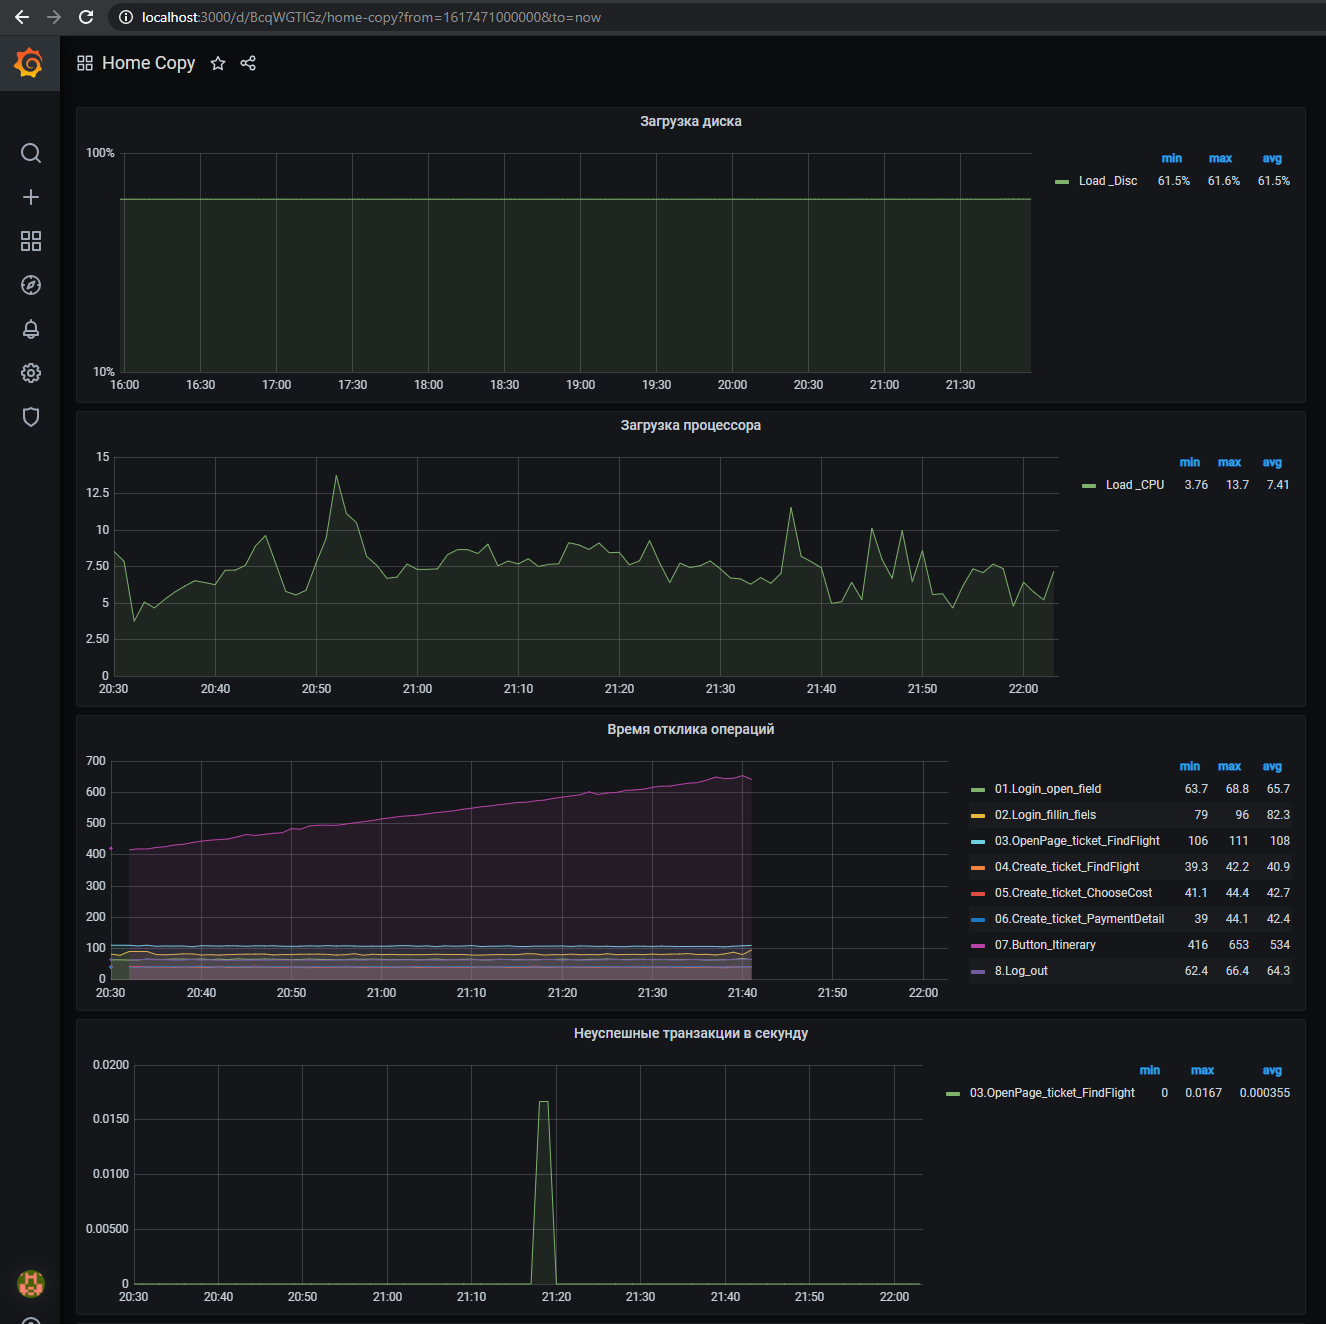 localhost:3000/d/BcqWGTIGz/home-copy?from=1617471000000&to=now
Home Copy
Загрузка диска
100%
10%
16:00 16:30 17:00 17:30 18:00 18:30 19:00 19:30 20:00 20:30 21:00 21:30
min max avg
Load _Disc 61.5% 61.6% 61.5%
Загрузка процессора
15
12.5
10
7.50
5
2.50
0
20:30 20:40 20:50 21:00 21:10 21:20 21:30 21:40 21:50 22:00
min max avg
Load _CPU 3.76 13.7 7.41
Время отклика операций
700
600
500
400
300
200
100
0
20:30 20:40 20:50 21:00 21:10 21:20 21:30 21:40 21:50 22:00
min max avg
01.Login_open_field 63.7 68.8 65.7
02.Login_fillin_fiels 79 96 82.3
03.OpenPage_ticket_FindFlight 106 111 108
04.Create_ticket_FindFlight 39.3 42.2 40.9
05.Create_ticket_ChooseCost 41.1 44.4 42.7
06.Create_ticket_PaymentDetail 39 44.1 42.4
07.Button_Itinerary 416 653 534
8.Log_out 62.4 66.4 64.3
Неуспешные транзакции в секунду
0.0200
0.0150
0.0100
0.00500
0
20:30 20:40 20:50 21:00 21:10 21:20 21:30 21:40 21:50 22:00
min max avg
03.OpenPage_ticket_FindFlight 0 0.0167 0.000355